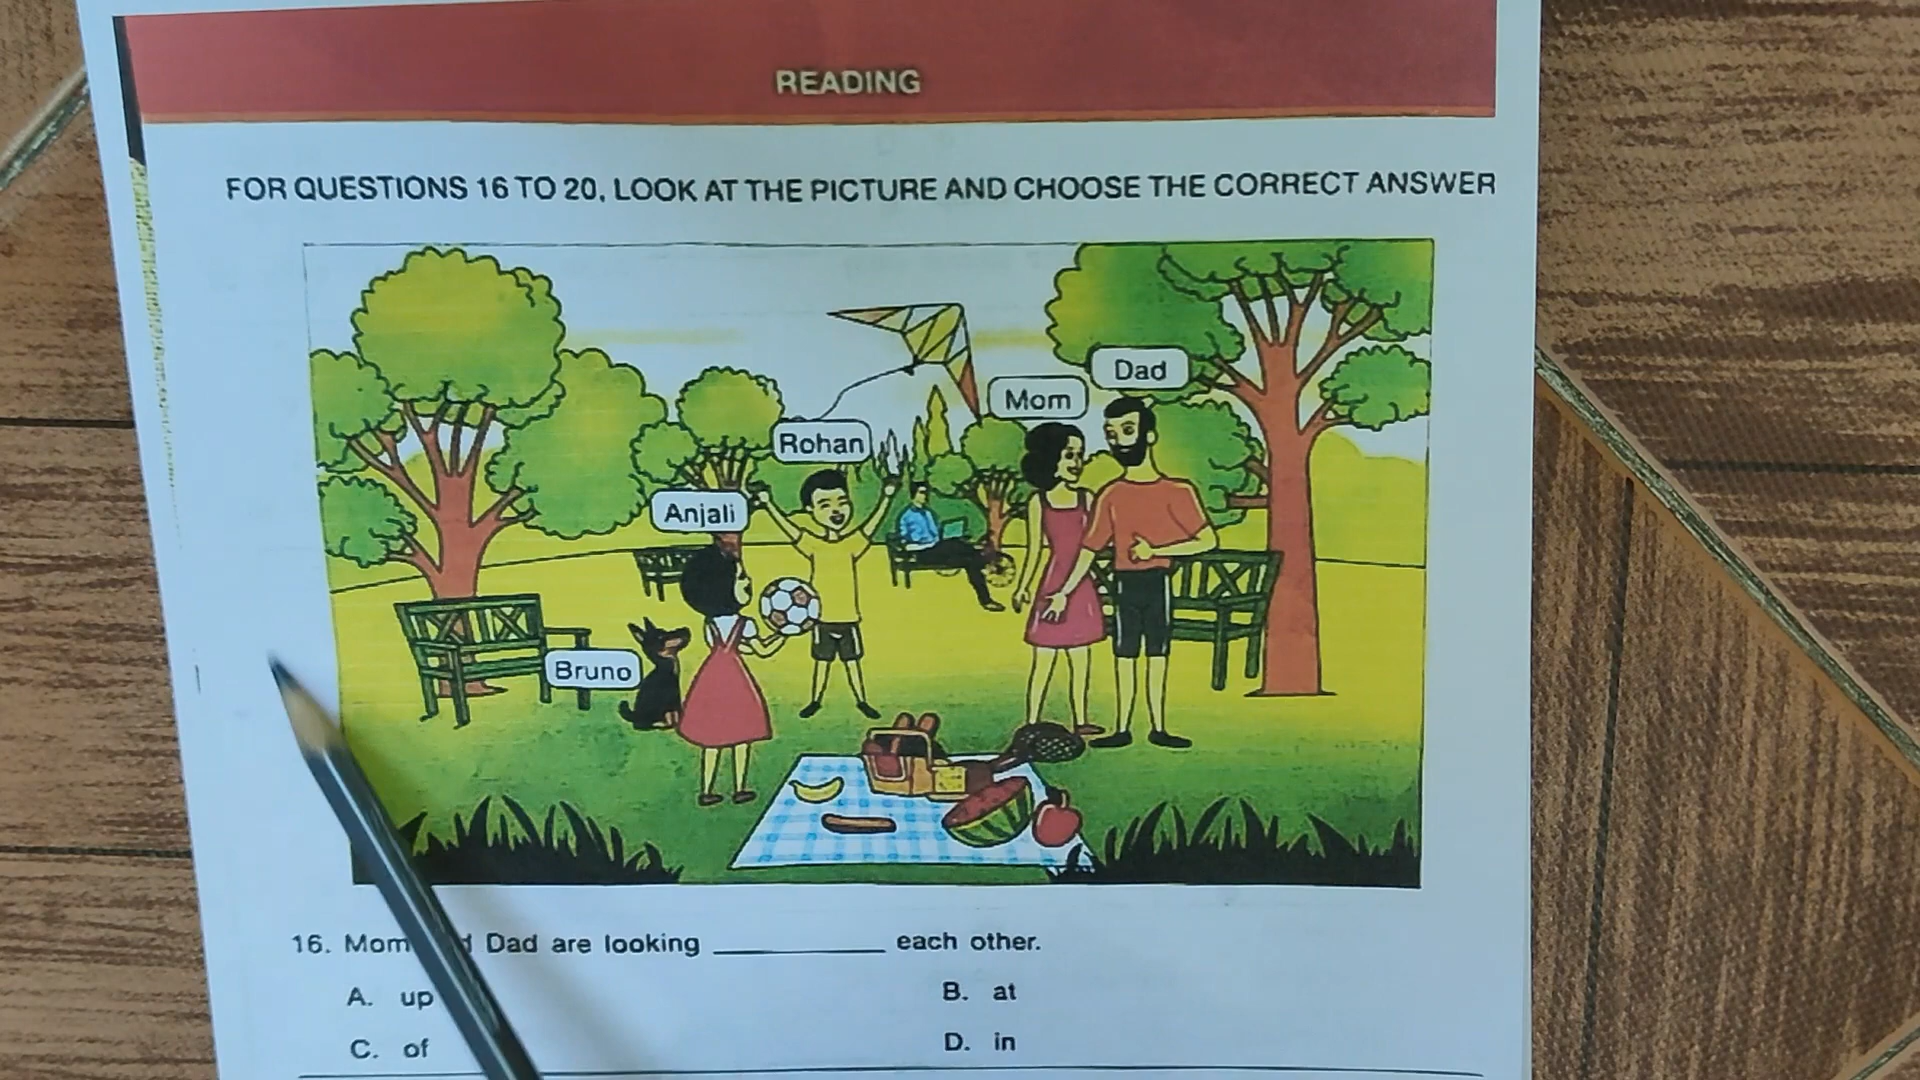 READING
FOR QUESTIONS 16 TO 20, LOOK AT THE PICTURE AND CHOOSE THE CORRECT ANSWER
Dad
Mom
Rohan
Anjali
Bruno
16. Mom Dad are looking __________ each other.
A. up B. at
C. of D. in